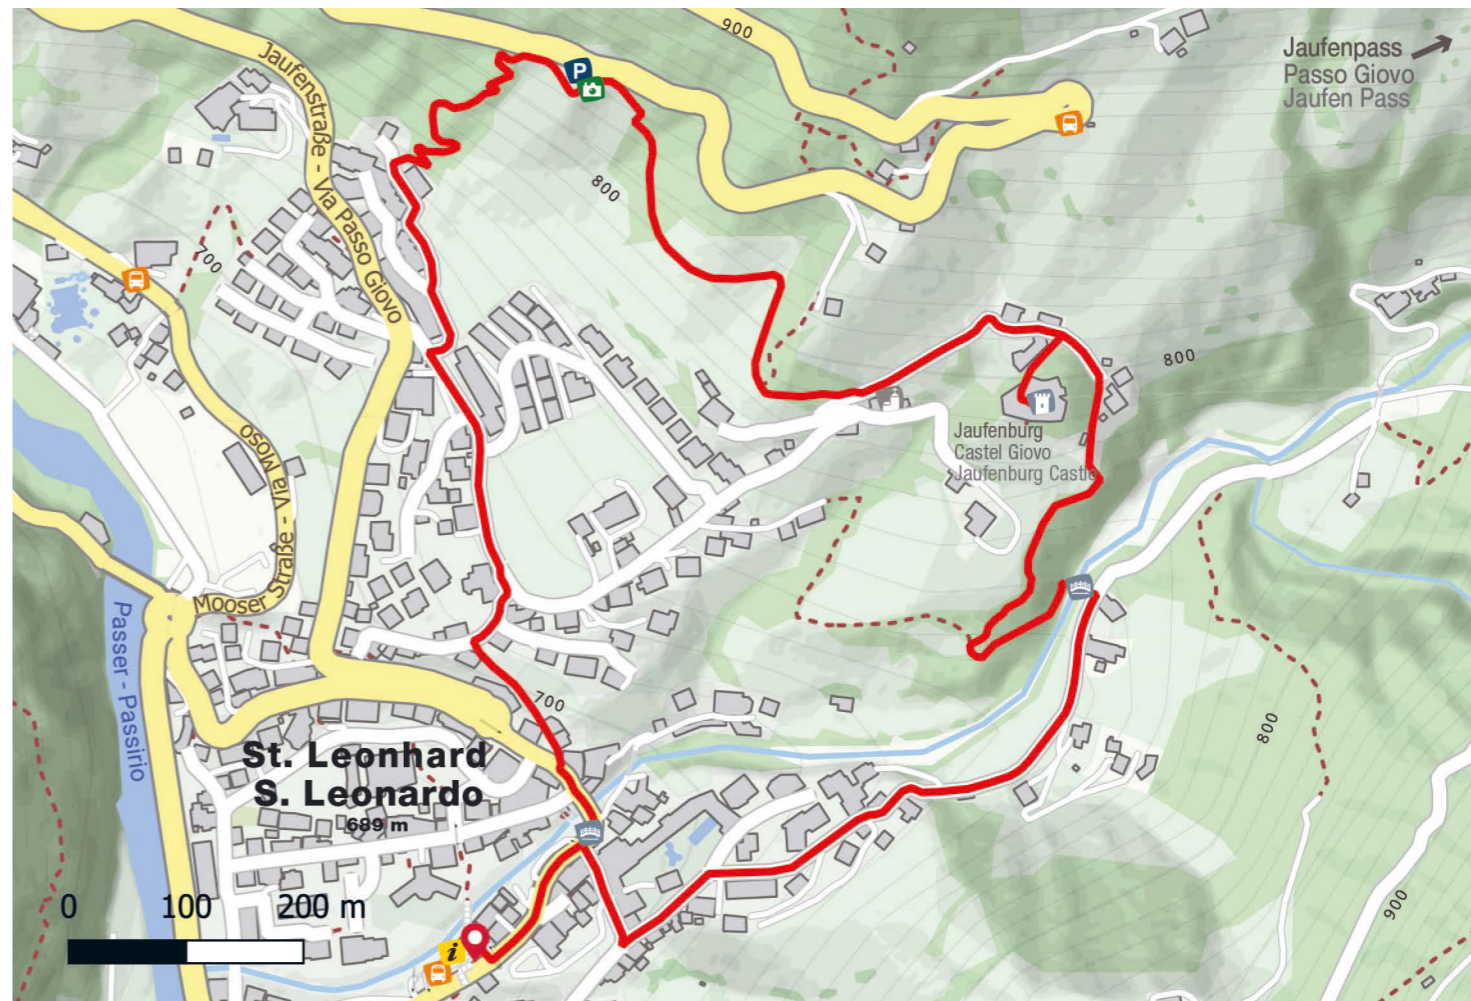 900
Jaufenpass
Passo Giovo
Jaufen Pass
P
Jaufenstraße - Via Passo Giovo
800
700
800
Jaufenburg
Castel Giovo
Jaufenburg Castle
Mooser Straße - Via Moso
Passer - Passirio
700
800
St. Leonhard
S. Leonardo
689 m
900
0 100 200 m
i